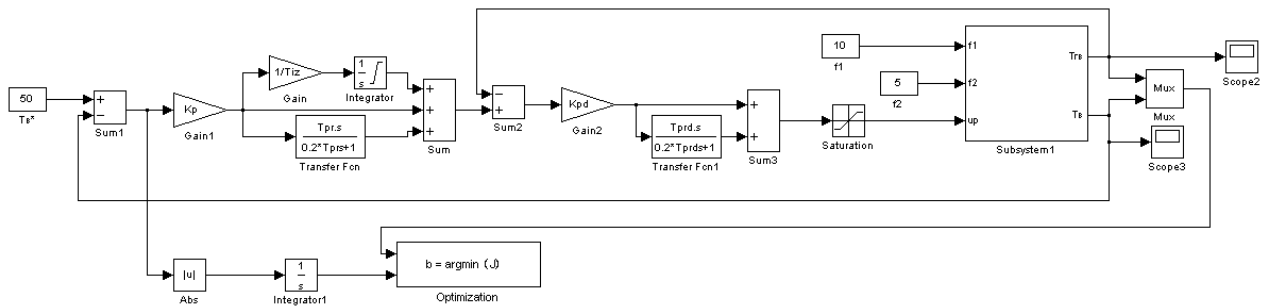 50
Tв*
+
−
Sum1
Kp
Gain1
1/Tiz
Gain
1
s
Integrator
Tpr.s
0.2*Tprs+1
Transfer Fcn
+
+
+
Sum
−
+
Sum2
Kpd
Gain2
Tprd.s
0.2*Tprds+1
Transfer Fcn1
+
+
Sum3
Saturation
10
f1
5
f2
f1
f2
up
Tгв
Tв
Subsystem1
Mux
Mux
Scope2
Scope3
|u|
Abs
1
s
Integrator1
b = argmin (J)
Optimization